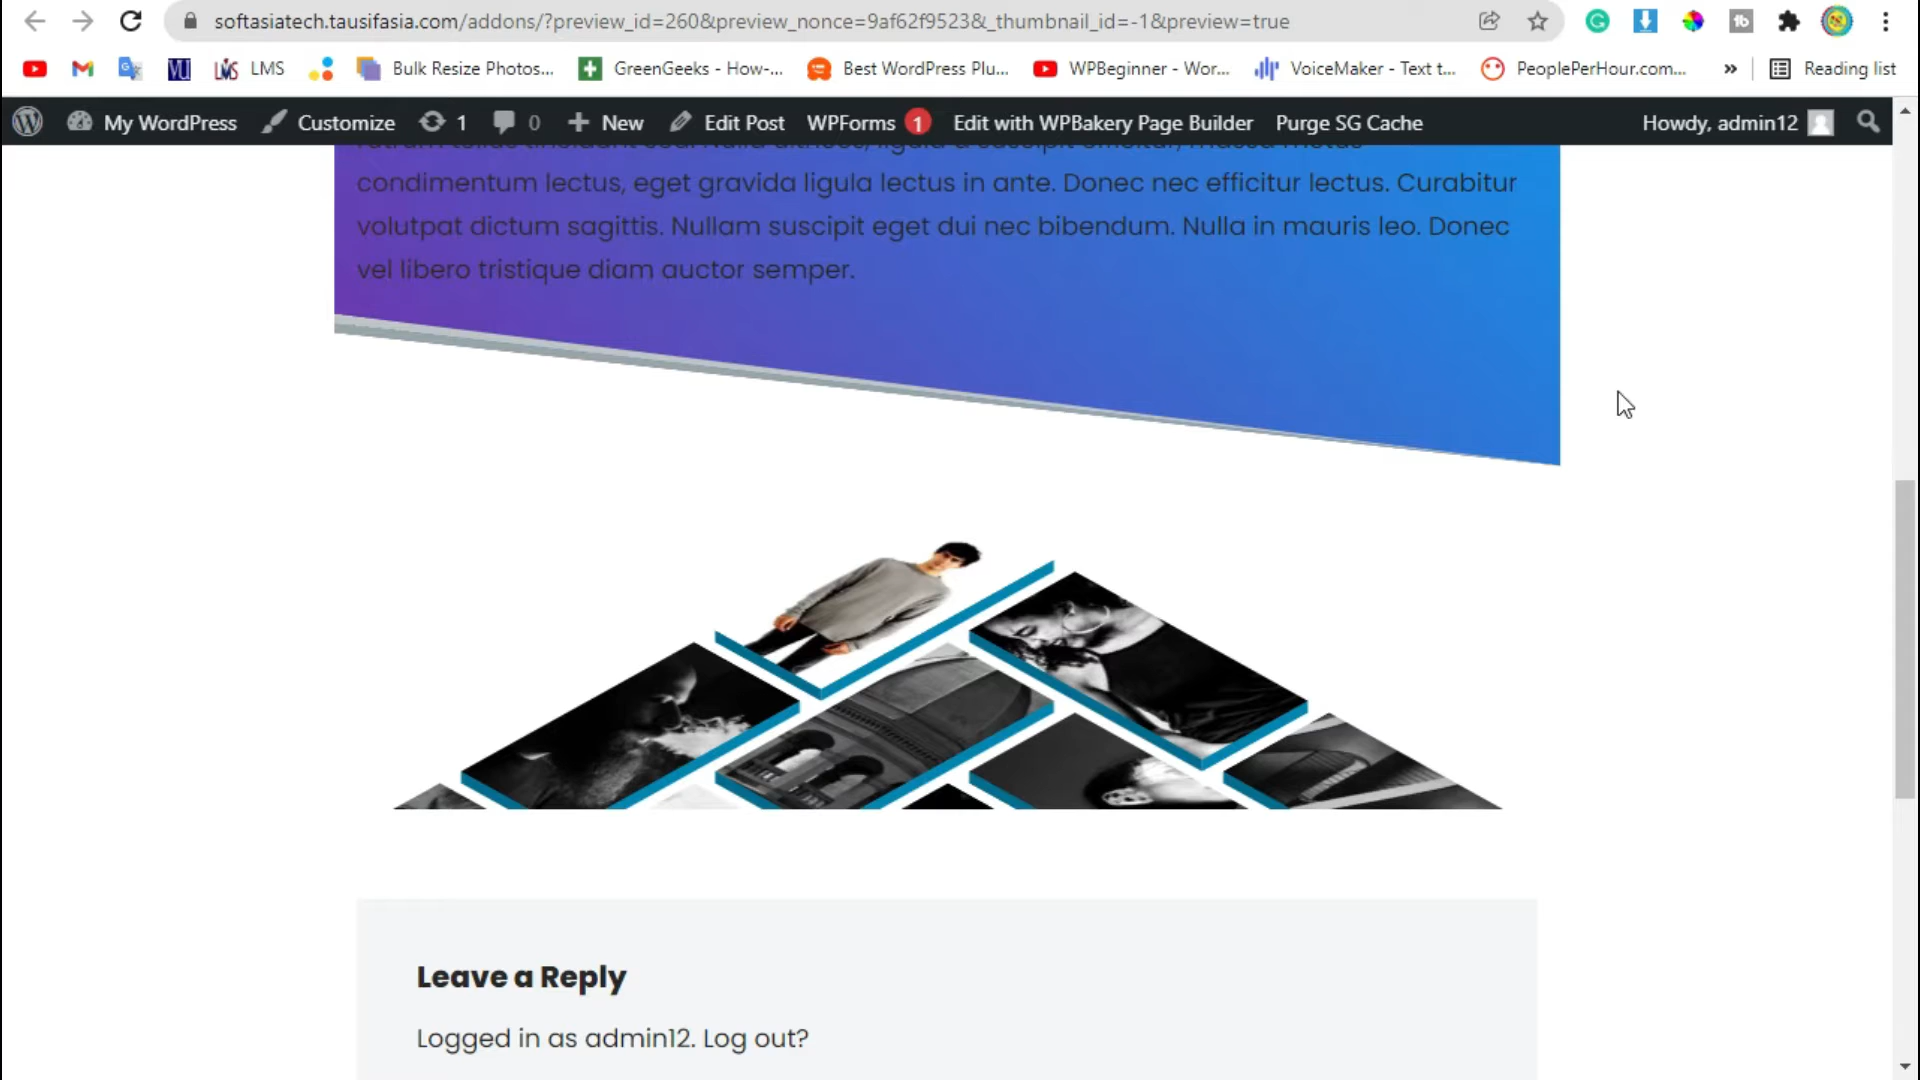 softasiatech.tausifasia.com/addons/?preview_id=260&preview_nonce=9af62f9523&_thumbnail_id=-1&preview=true
LMS Bulk Resize Photos... GreenGeeks - How-... Best WordPress Plu... WPBeginner - Wor... VoiceMaker - Text t... PeoplePerHour.com... » Reading list
My WordPress Customize 1 0 New Edit Post WPForms 1 Edit with WPBakery Page Builder Purge SG Cache Howdy, admin12
condimentum lectus, eget gravida ligula lectus in ante. Donec nec efficitur lectus. Curabitur
volutpat dictum sagittis. Nullam suscipit eget dui nec bibendum. Nulla in mauris leo. Donec
vel libero tristique diam auctor semper.
Leave a Reply
Logged in as admin12. Log out?